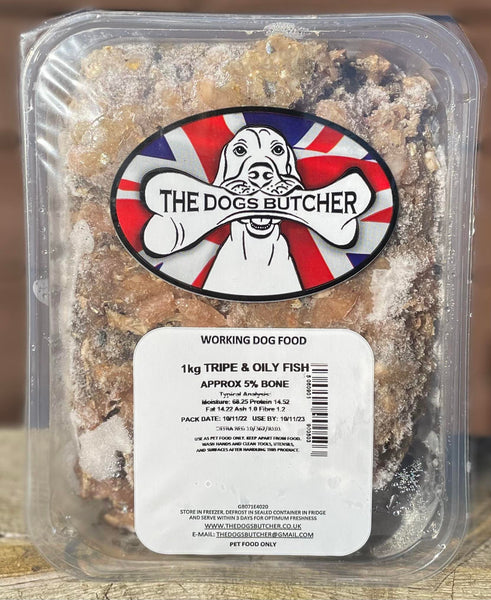 THE DOGS BUTCHER
WORKING DOG FOOD
1kg TRIPE & OILY FISH
APPROX 5% BONE
Typical Analysis:
Moisture: 68.25 Protein 14.52
Fat 14.22 Ash 1.0 Fibre 1.2
PACK DATE: 10/11/22 USE BY: 10/11/23
DEFRA REG
USE AS PET FOOD ONLY. KEEP APART FROM FOOD.
WASH HANDS AND CLEAN TOOLS, UTENSILS,
AND SURFACES AFTER HANDLING THIS PRODUCT.
GB071E4020
STORE IN FREEZER. DEFROST IN SEALED CONTAINER IN FRIDGE
AND SERVE WITHIN 3 DAYS FOR OPTIMUM FRESHNESS
WWW.THEDOGSBUTCHER.CO.UK
E-MAIL: THEDOGSBUTCHER@GMAIL.COM
PET FOOD ONLY